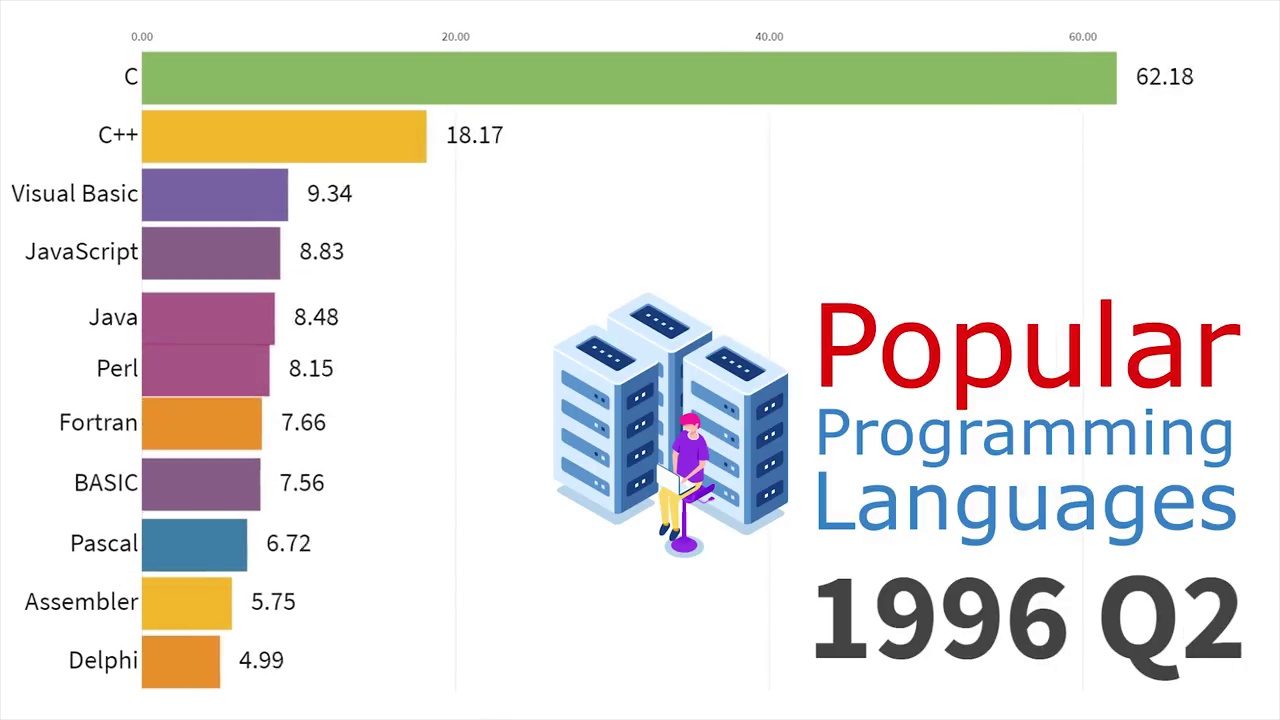 0.00 20.00 40.00 60.00
C 62.18
C++ 18.17
Visual Basic 9.34
JavaScript 8.83
Java 8.48
Perl 8.15
Fortran 7.66
BASIC 7.56
Pascal 6.72
Assembler 5.75
Delphi 4.99
Popular
Programming
Languages
1996 Q2